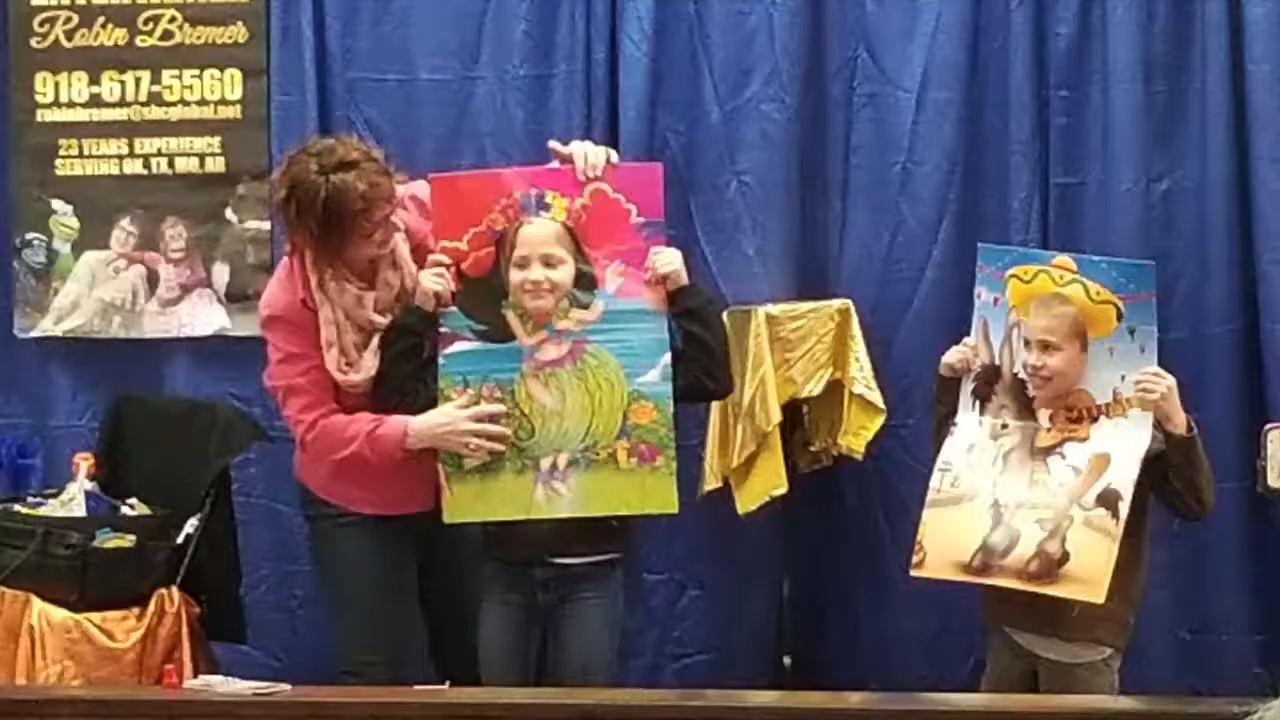 Robin Bremer
918-617-5560
robinbremer@sbcglobal.net
23 YEARS EXPERIENCE
SERVING OK, TX, MO, AR